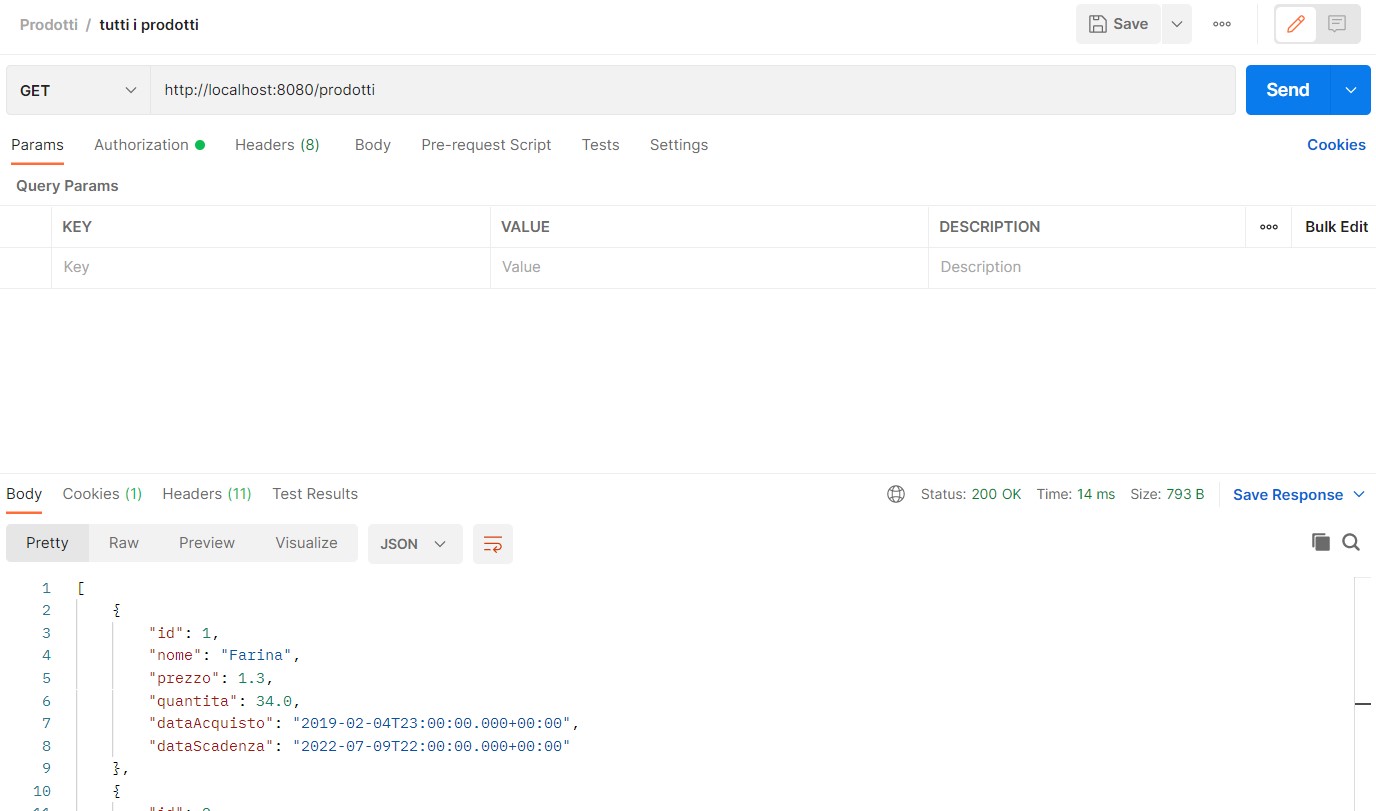 Prodotti / tutti i prodotti
Save
GET http://localhost:8080/prodotti Send
Params Authorization Headers (8) Body Pre-request Script Tests Settings Cookies
Query Params
KEY VALUE DESCRIPTION Bulk Edit
Key Value Description
Body Cookies (1) Headers (11) Test Results Status: 200 OK Time: 14 ms Size: 793 B Save Response
Pretty Raw Preview Visualize JSON
1 [
2 {
3 "id": 1,
4 "nome": "Farina",
5 "prezzo": 1.3,
6 "quantita": 34.0,
7 "dataAcquisto": "2019-02-04T23:00:00.000+00:00",
8 "dataScadenza": "2022-07-09T22:00:00.000+00:00"
9 },
10 {